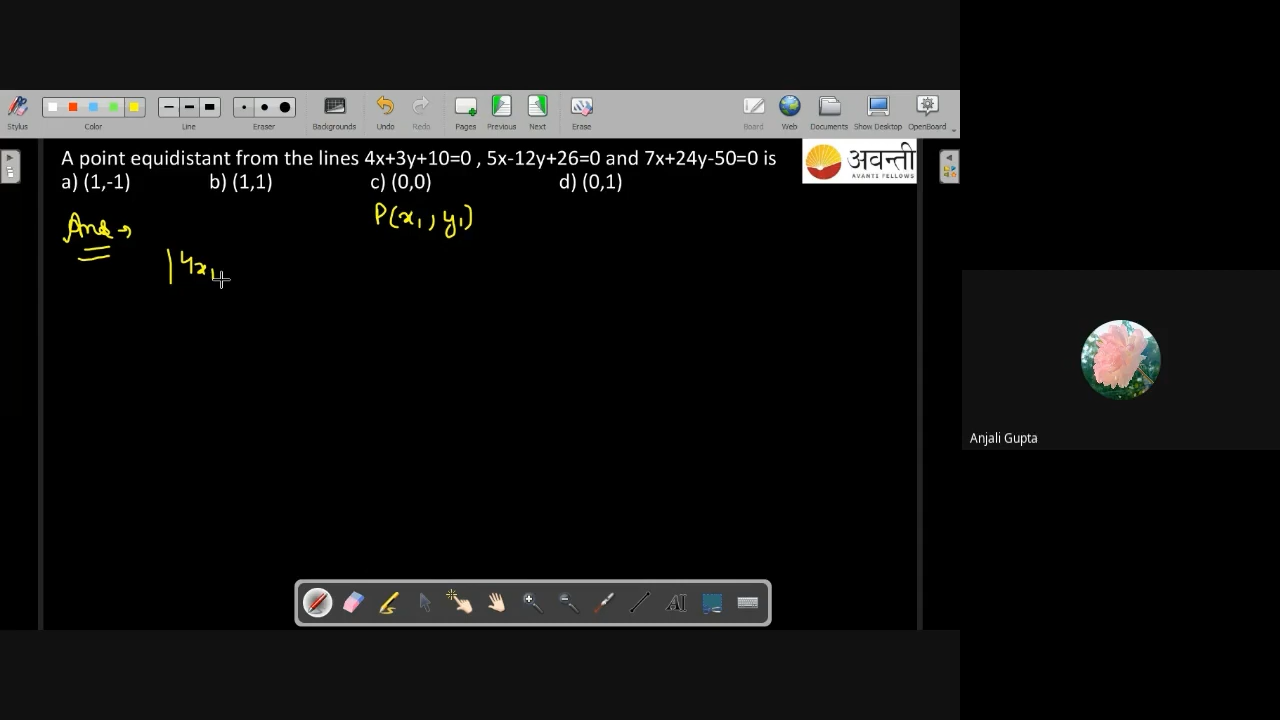 Stylus
Color
Line
Eraser
Backgrounds
Undo
Redo
Pages
Previous
Next
Erase
Board
Web
Documents
Show Desktop
OpenBoard
A point equidistant from the lines 4x+3y+10=0 , 5x-12y+26=0 and 7x+24y-50=0 is
a) (1,-1) b) (1,1) c) (0,0) d) (0,1)
अवन्ती
AVANTI FELLOWS
P(x₁, y₁)
Ans →
|4x₁
AI
Anjali Gupta